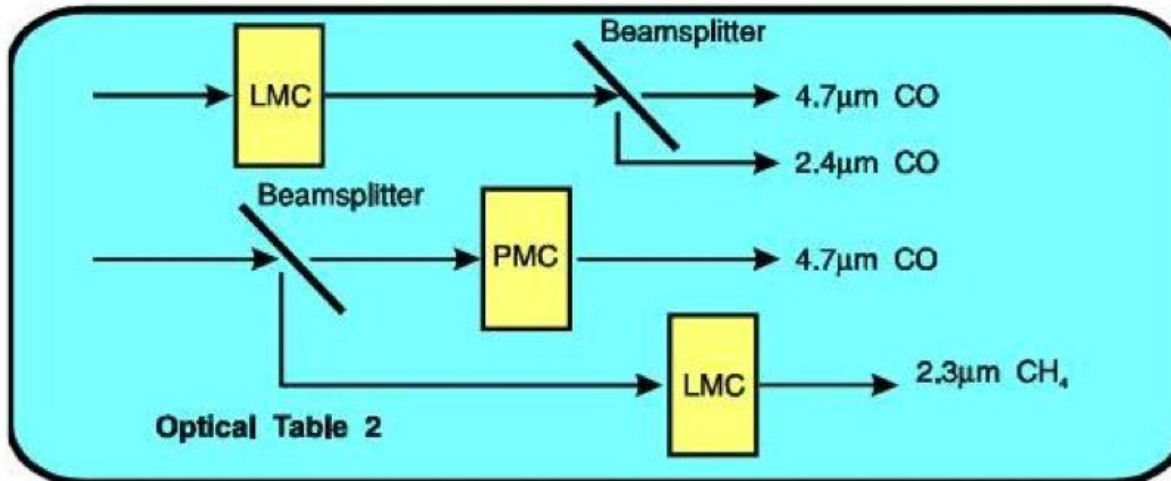 Beamsplitter
LMC
4.7μm CO
2.4μm CO
Beamsplitter
PMC
4.7μm CO
LMC
2.3μm CH₄
Optical Table 2